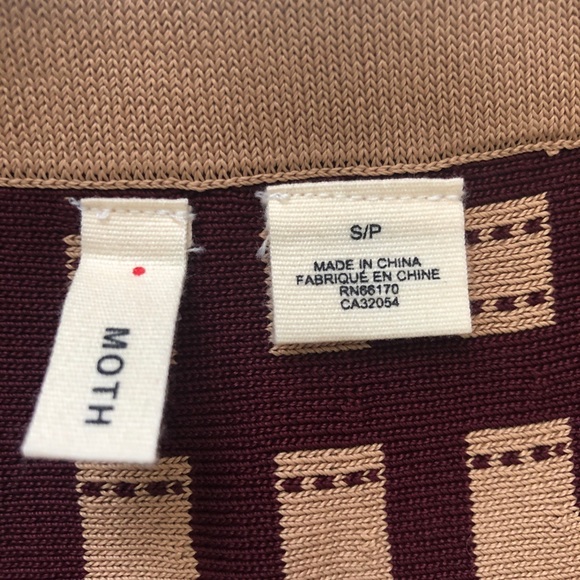 MOTH
S/P
MADE IN CHINA
FABRIQUÉ EN CHINE
RN66170
CA32054